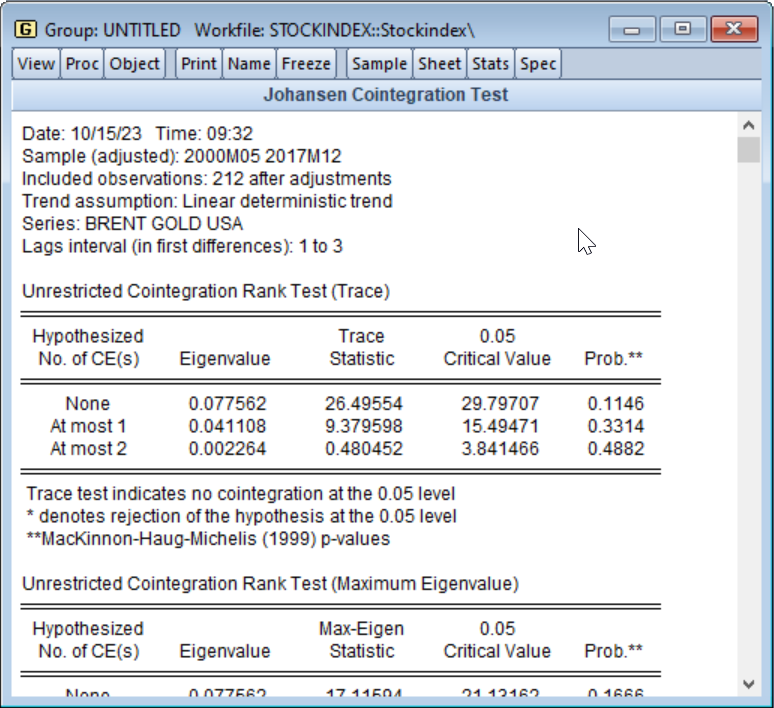 Group: UNTITLED Workfile: STOCKINDEX::Stockindex\
View Proc Object Print Name Freeze Sample Sheet Stats Spec
Johansen Cointegration Test
Date: 10/15/23 Time: 09:32
Sample (adjusted): 2000M05 2017M12
Included observations: 212 after adjustments
Trend assumption: Linear deterministic trend
Series: BRENT GOLD USA
Lags interval (in first differences): 1 to 3
Unrestricted Cointegration Rank Test (Trace)
Hypothesized Trace 0.05
No. of CE(s) Eigenvalue Statistic Critical Value Prob.**
None 0.077562 26.49554 29.79707 0.1146
At most 1 0.041108 9.379598 15.49471 0.3314
At most 2 0.002264 0.480452 3.841466 0.4882
Trace test indicates no cointegration at the 0.05 level
* denotes rejection of the hypothesis at the 0.05 level
**MacKinnon-Haug-Michelis (1999) p-values
Unrestricted Cointegration Rank Test (Maximum Eigenvalue)
Hypothesized Max-Eigen 0.05
No. of CE(s) Eigenvalue Statistic Critical Value Prob.**
None 0.077562 17.11594 21.13162 0.1666